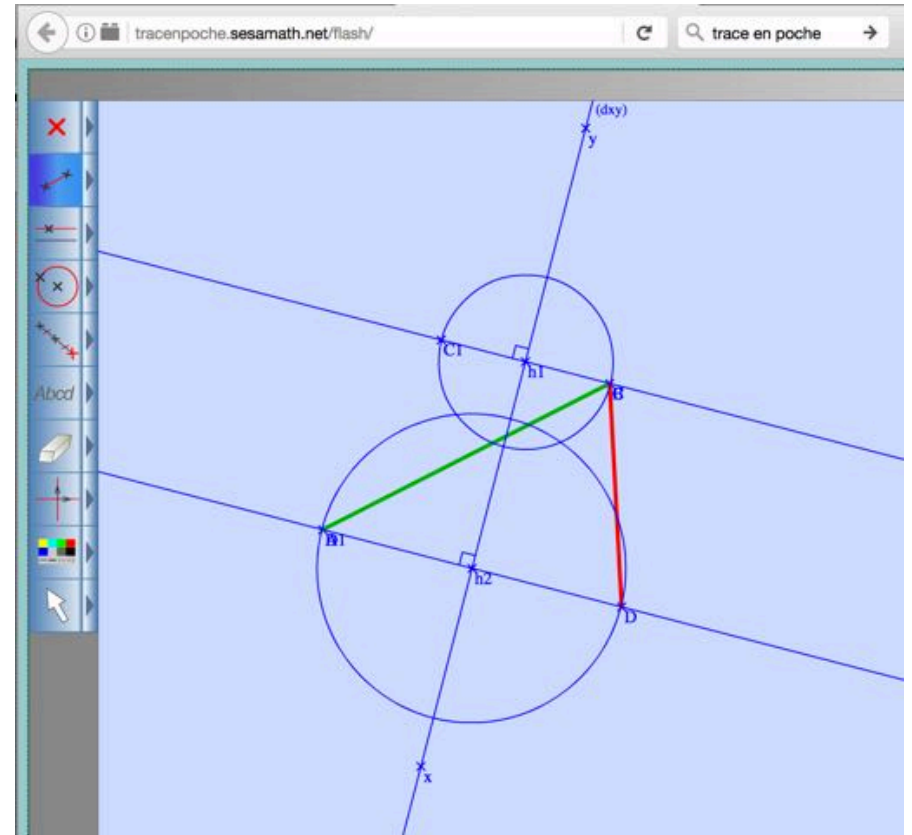 tracenpoche.sesamath.net/flash/
trace en poche
(dxy)
y
C1
h1
Abcd
h2
D
x